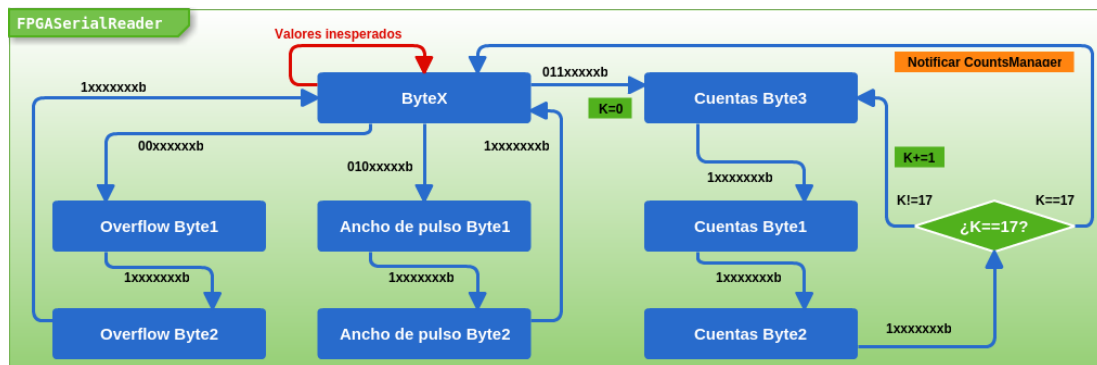 FPGASerialReader
Valores inesperados
Notificar CountsManager
1xxxxxxxb
ByteX
011xxxxxb
K=0
Cuentas Byte3
00xxxxxxb
010xxxxxb
1xxxxxxxb
1xxxxxxxb
K+=1
K!=17
K==17
Overflow Byte1
Ancho de pulso Byte1
Cuentas Byte1
¿K==17?
1xxxxxxxb
1xxxxxxxb
1xxxxxxxb
Overflow Byte2
Ancho de pulso Byte2
Cuentas Byte2
1xxxxxxxb